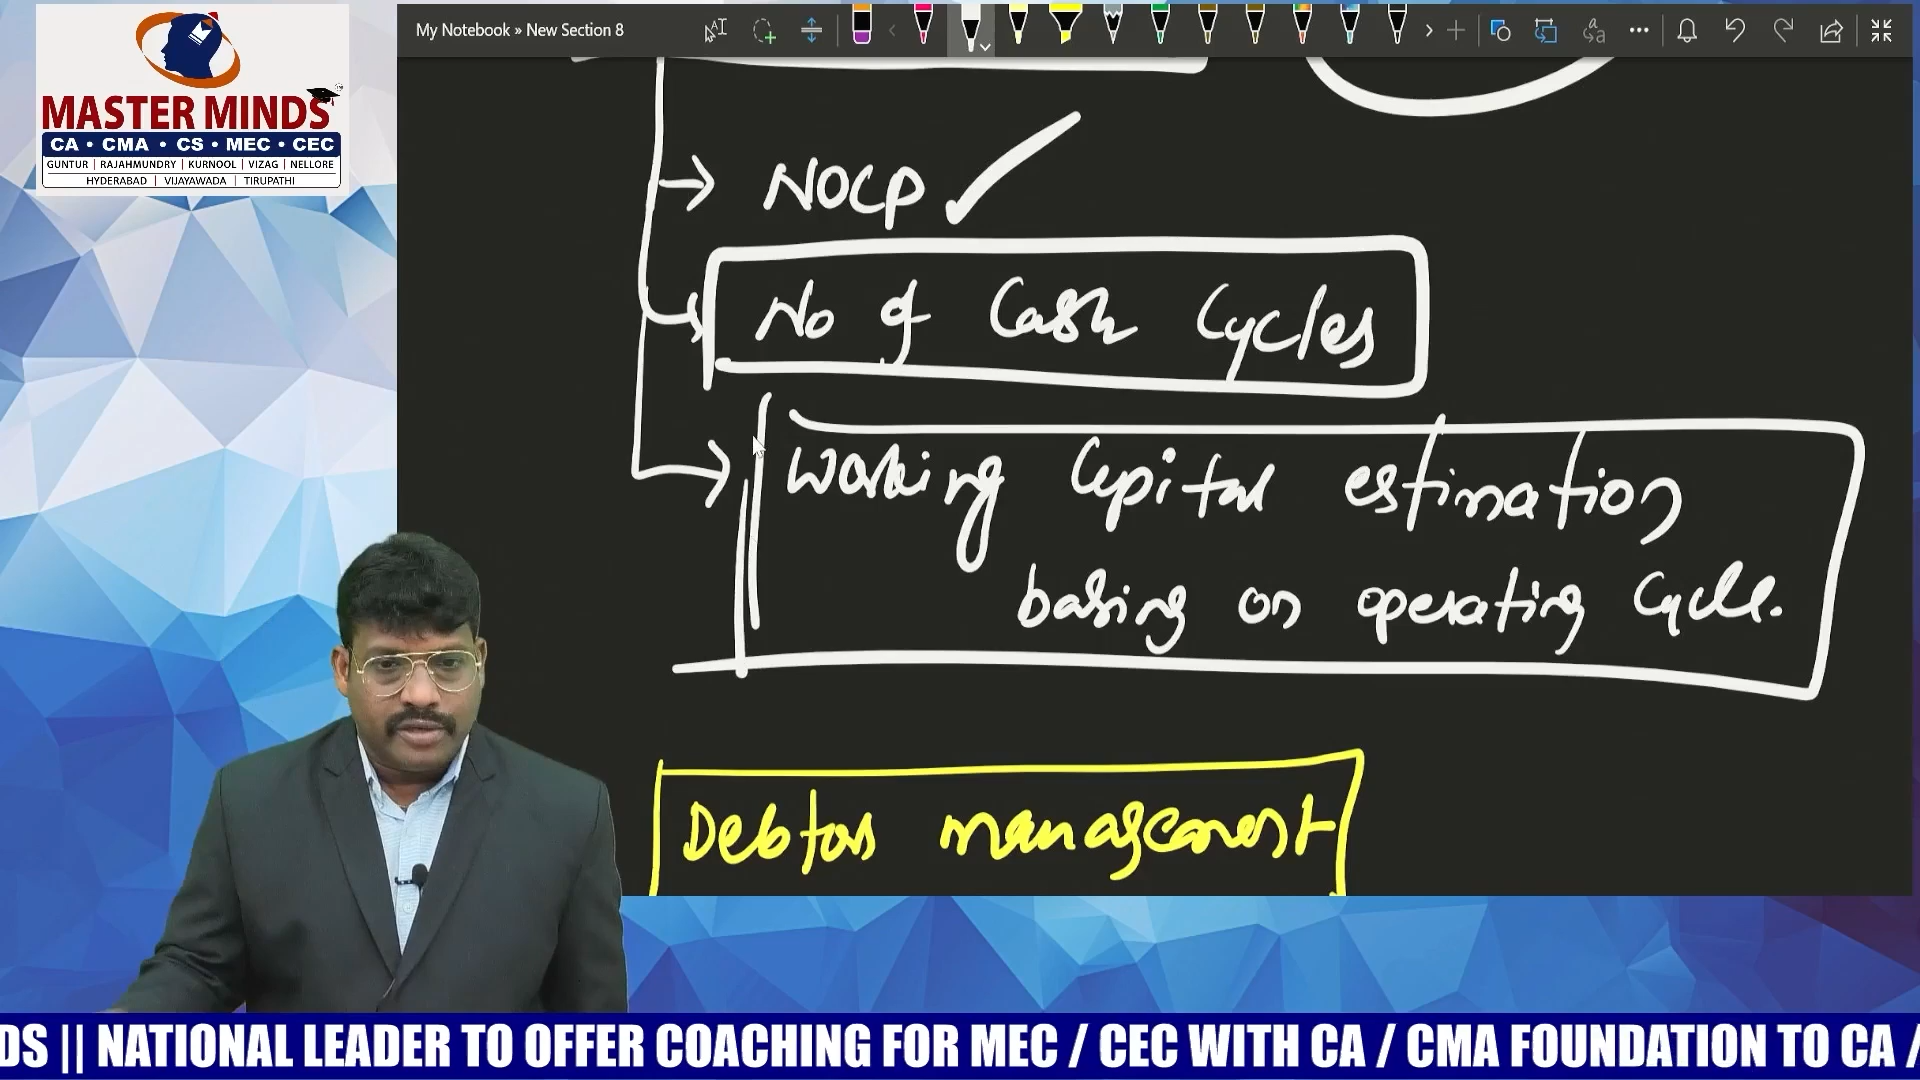 My Notebook » New Section 8
MASTER MINDS
CA • CMA • CS • MEC • CEC
GUNTUR | RAJAHMUNDRY | KURNOOL | VIZAG | NELLORE
HYDERABAD | VIJAYAWADA | TIRUPATHI
→ NOCP ✓
No of Cash Cycles
→ Working Capital estimation
basing on operating Cycle.
Debtors management
DS || NATIONAL LEADER TO OFFER COACHING FOR MEC / CEC WITH CA / CMA FOUNDATION TO CA /